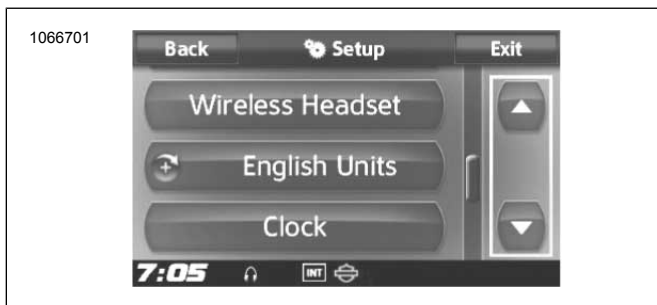 1066701
Back Setup Exit
Wireless Headset
English Units
Clock
7:05 INT